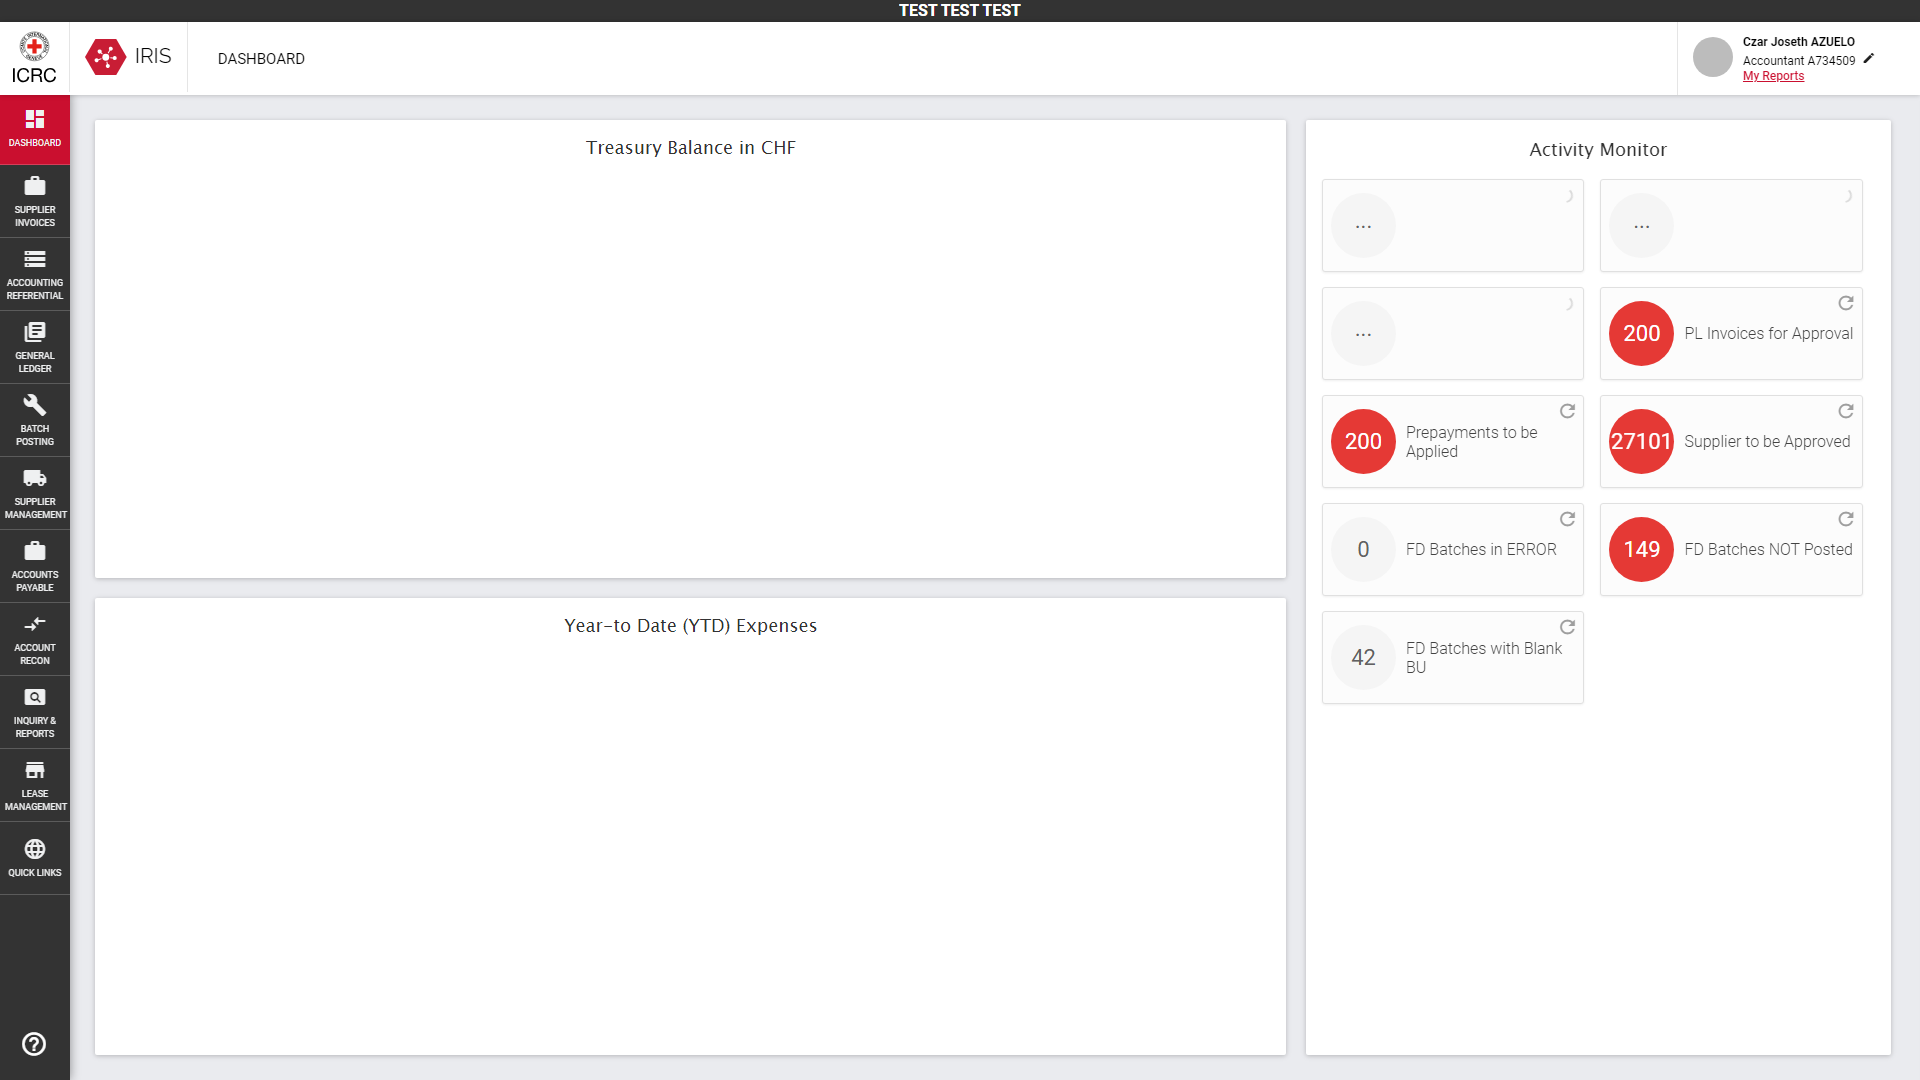 TEST TEST TEST
ICRC
IRIS
DASHBOARD
Czar Joseth AZUELO
Accountant A734509
My Reports
DASHBOARD
SUPPLIER
INVOICES
ACCOUNTING
REFERENTIAL
GENERAL
LEDGER
BATCH
POSTING
SUPPLIER
MANAGEMENT
ACCOUNTS
PAYABLE
ACCOUNT
RECON
INQUIRY &
REPORTS
LEASE
MANAGEMENT
QUICK LINKS
Treasury Balance in CHF
Year-to Date (YTD) Expenses
Activity Monitor
...
...
...
200
PL Invoices for Approval
200
Prepayments to be
Applied
27101
Supplier to be Approved
0
FD Batches in ERROR
149
FD Batches NOT Posted
42
FD Batches with Blank
BU